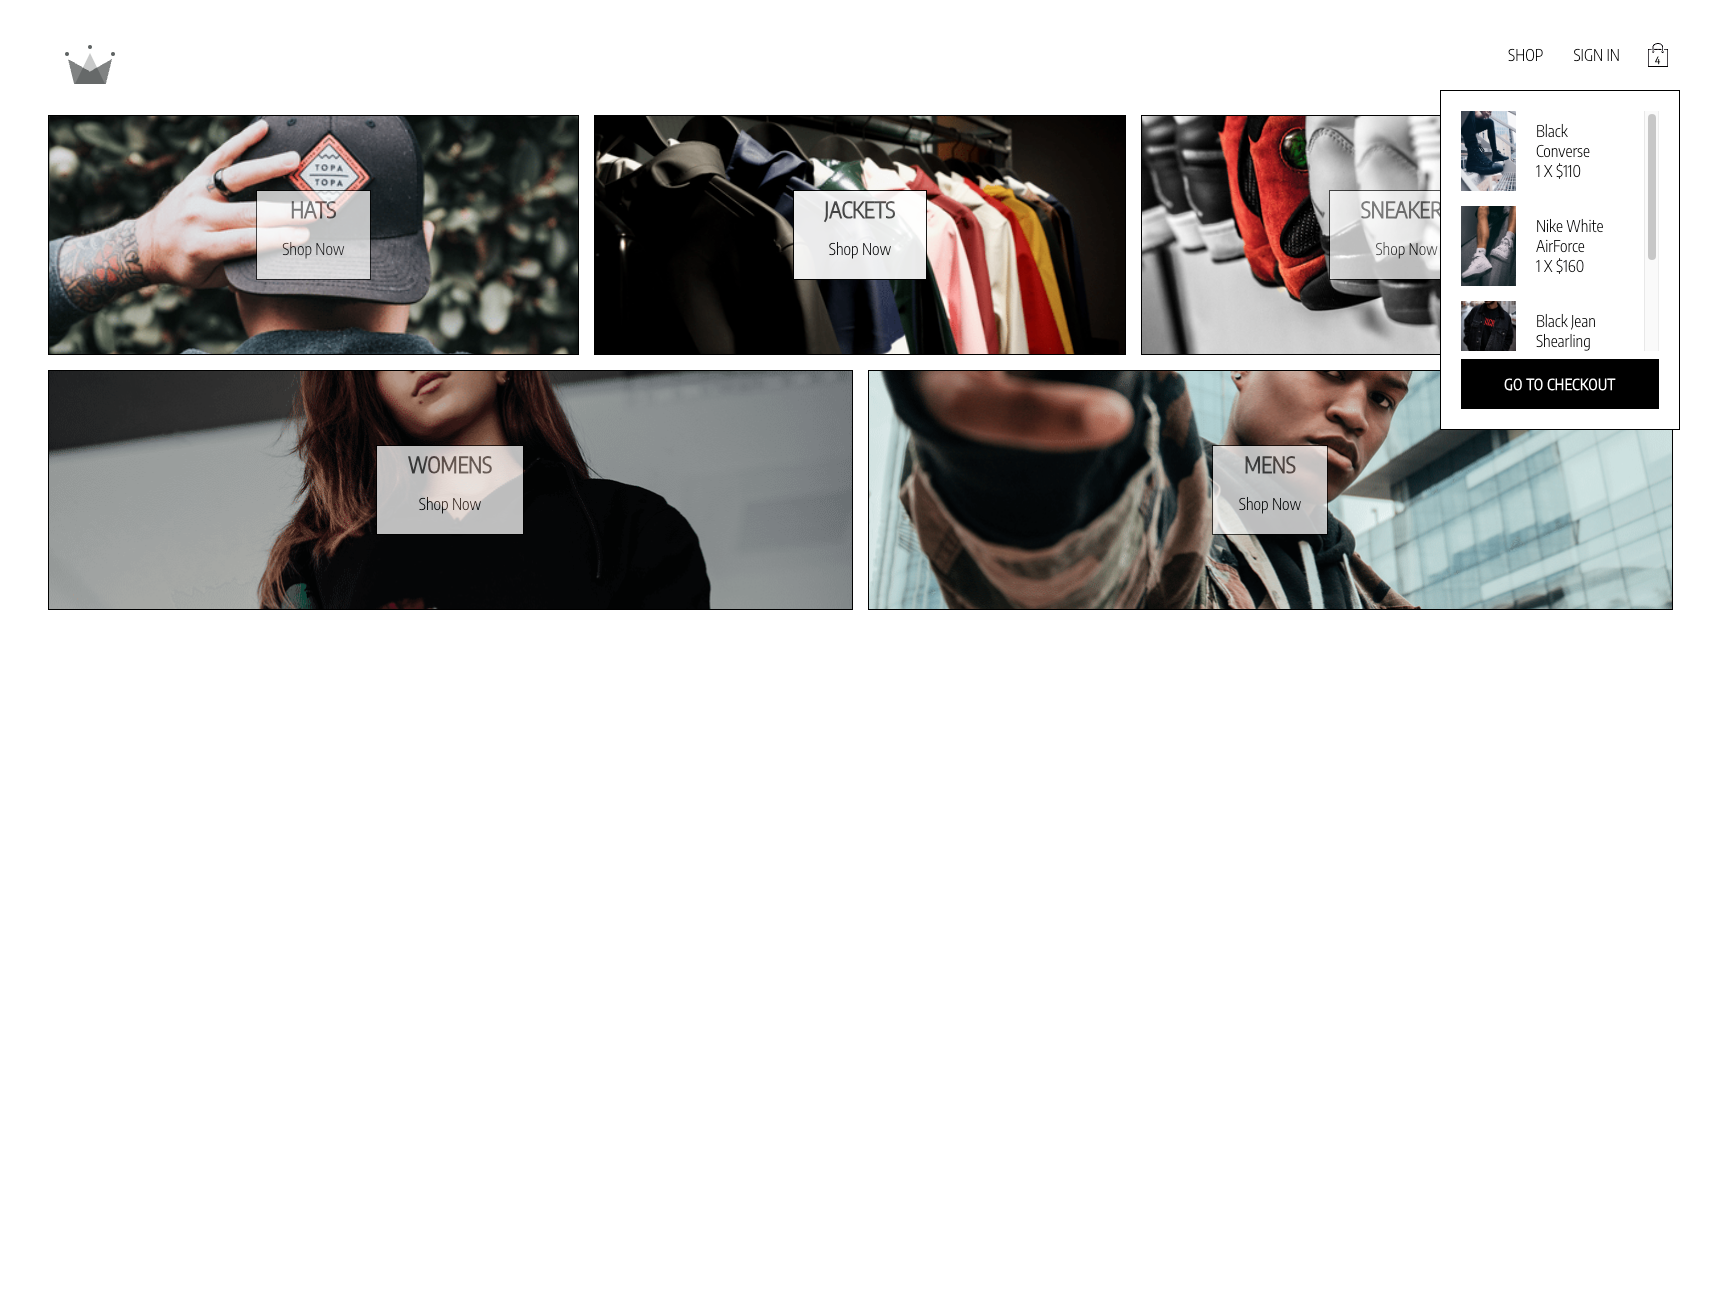 SHOP
SIGN IN
4
TOPA
TOPA
HATS
Shop Now
JACKETS
Shop Now
SNEAKER
Shop Now
Black
Converse
1 X $110
Nike White
AirForce
1 X $160
Black Jean
Shearling
GO TO CHECKOUT
WOMENS
Shop Now
MENS
Shop Now